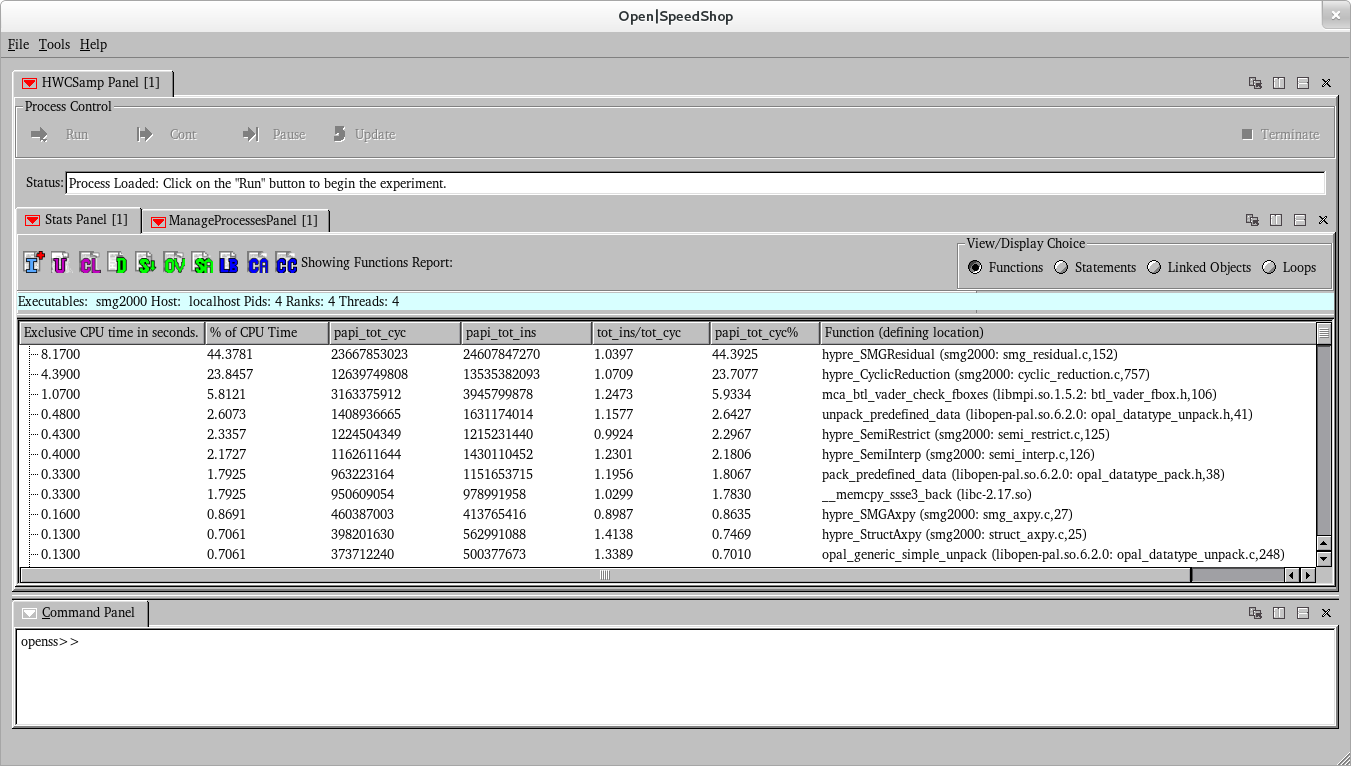 Open|SpeedShop
File Tools Help
HWCSamp Panel [1]
Process Control
Run Cont Pause Update Terminate
Status: Process Loaded: Click on the "Run" button to begin the experiment.
Stats Panel [1] ManageProcessesPanel [1]
View/Display Choice
I U CL D S↓ OV SA LB CA CC Showing Functions Report: Functions Statements Linked Objects Loops
Executables: smg2000 Host: localhost Pids: 4 Ranks: 4 Threads: 4
Exclusive CPU time in seconds. % of CPU Time papi_tot_cyc papi_tot_ins tot_ins/tot_cyc papi_tot_cyc% Function (defining location)
8.1700 44.3781 23667853023 24607847270 1.0397 44.3925 hypre_SMGResidual (smg2000: smg_residual.c,152)
4.3900 23.8457 12639749808 13535382093 1.0709 23.7077 hypre_CyclicReduction (smg2000: cyclic_reduction.c,757)
1.0700 5.8121 3163375912 3945799878 1.2473 5.9334 mca_btl_vader_check_fboxes (libmpi.so.1.5.2: btl_vader_fbox.h,106)
0.4800 2.6073 1408936665 1631174014 1.1577 2.6427 unpack_predefined_data (libopen-pal.so.6.2.0: opal_datatype_unpack.h,41)
0.4300 2.3357 1224504349 1215231440 0.9924 2.2967 hypre_SemiRestrict (smg2000: semi_restrict.c,125)
0.4000 2.1727 1162611644 1430110452 1.2301 2.1806 hypre_SemiInterp (smg2000: semi_interp.c,126)
0.3300 1.7925 963223164 1151653715 1.1956 1.8067 pack_predefined_data (libopen-pal.so.6.2.0: opal_datatype_pack.h,38)
0.3300 1.7925 950609054 978991958 1.0299 1.7830 __memcpy_ssse3_back (libc-2.17.so)
0.1600 0.8691 460387003 413765416 0.8987 0.8635 hypre_SMGAxpy (smg2000: smg_axpy.c,27)
0.1300 0.7061 398201630 562991088 1.4138 0.7469 hypre_StructAxpy (smg2000: struct_axpy.c,25)
0.1300 0.7061 373712240 500377673 1.3389 0.7010 opal_generic_simple_unpack (libopen-pal.so.6.2.0: opal_datatype_unpack.c,248)
Command Panel
openss>>